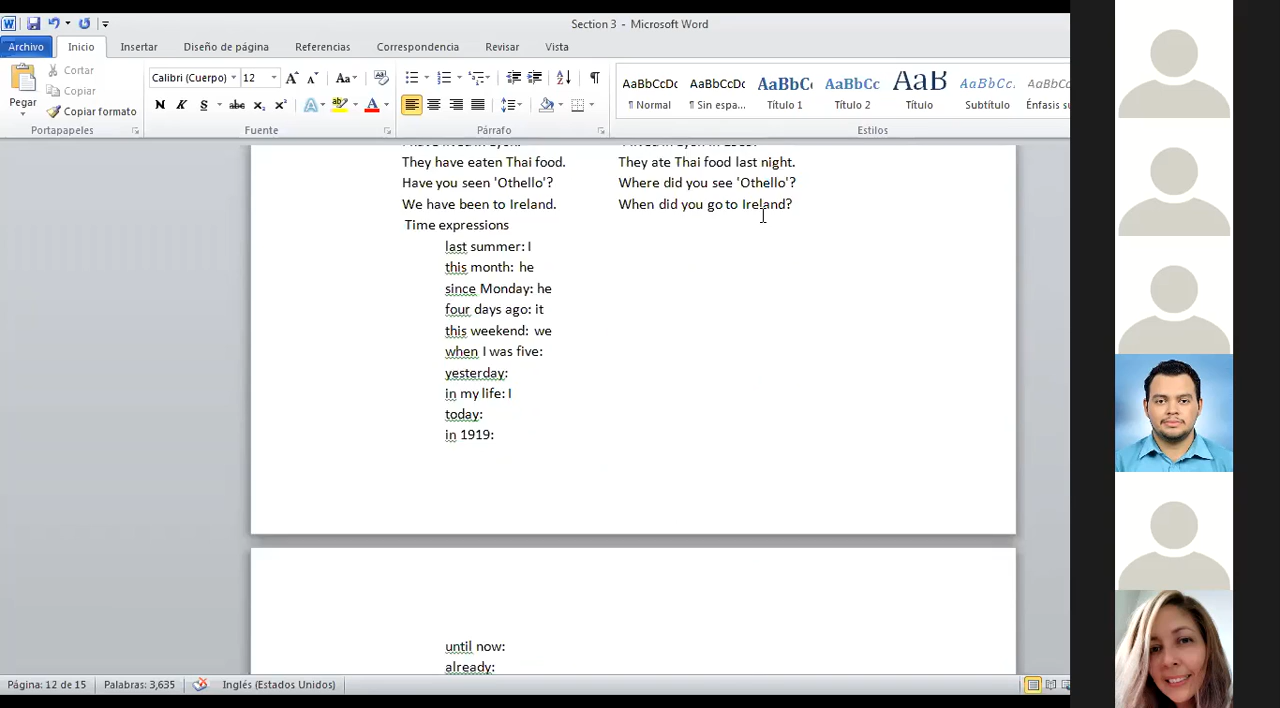 Section 3 - Microsoft Word
Archivo Inicio Insertar Diseño de página Referencias Correspondencia Revisar Vista
Pegar
Cortar
Copiar
Copiar formato
Portapapeles
Calibri (Cuerpo) 12
N K S abc x₂ x²
Fuente
Párrafo
AaBbCcDc AaBbCcDc AaBbC AaBbCc AaB AaBbCc. AaBbCcDc
¶ Normal ¶ Sin espa... Título 1 Título 2 Título Subtítulo Énfasis su
Estilos
They have eaten Thai food. They ate Thai food last night.
Have you seen 'Othello'? Where did you see 'Othello'?
We have been to Ireland. When did you go to Ireland?
Time expressions
last summer: I
this month: he
since Monday: he
four days ago: it
this weekend: we
when I was five:
yesterday:
in my life: I
today:
in 1919:
until now:
already:
Página: 12 de 15 Palabras: 3,635 Inglés (Estados Unidos)